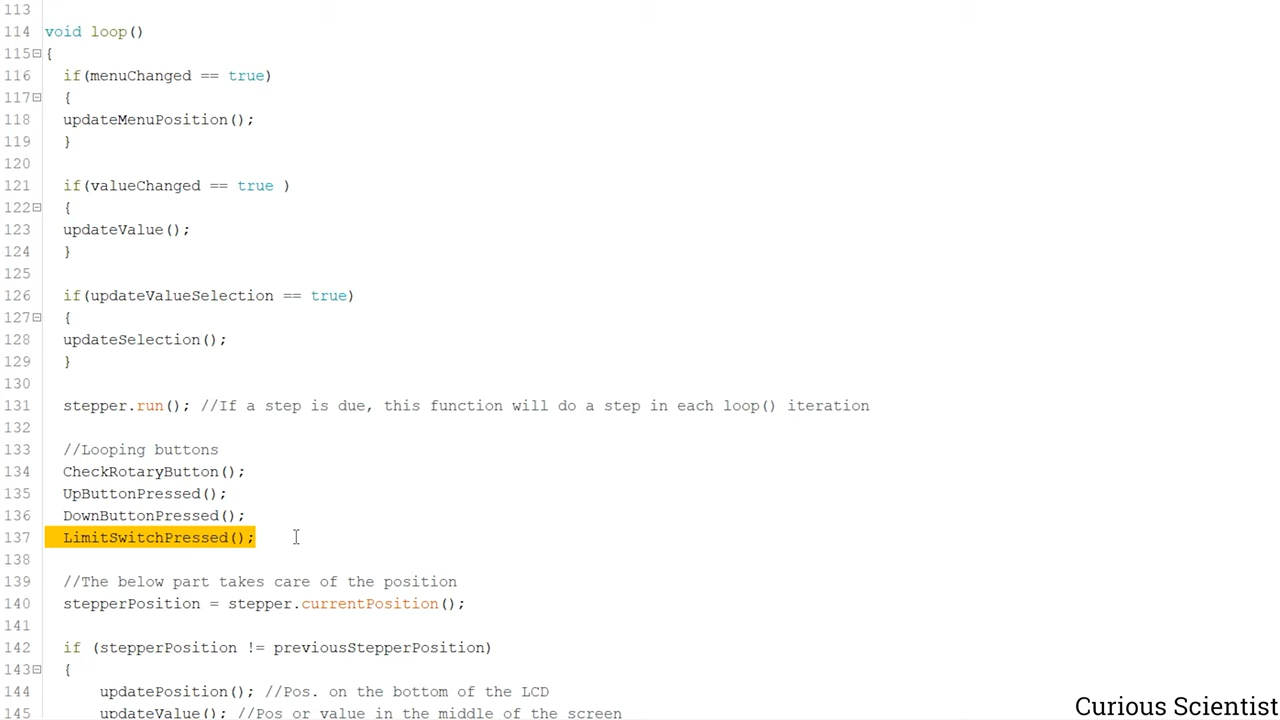 113
114 void loop()
115 {
116 if(menuChanged == true)
117 {
118 updateMenuPosition();
119 }
120
121 if(valueChanged == true )
122 {
123 updateValue();
124 }
125
126 if(updateValueSelection == true)
127 {
128 updateSelection();
129 }
130
131 stepper.run(); //If a step is due, this function will do a step in each loop() iteration
132
133 //Looping buttons
134 CheckRotaryButton();
135 UpButtonPressed();
136 DownButtonPressed();
137 LimitSwitchPressed();
138
139 //The below part takes care of the position
140 stepperPosition = stepper.currentPosition();
141
142 if (stepperPosition != previousStepperPosition)
143 {
144 updatePosition(); //Pos. on the bottom of the LCD
145 updateValue(); //Pos or value in the middle of the screen
Curious Scientist